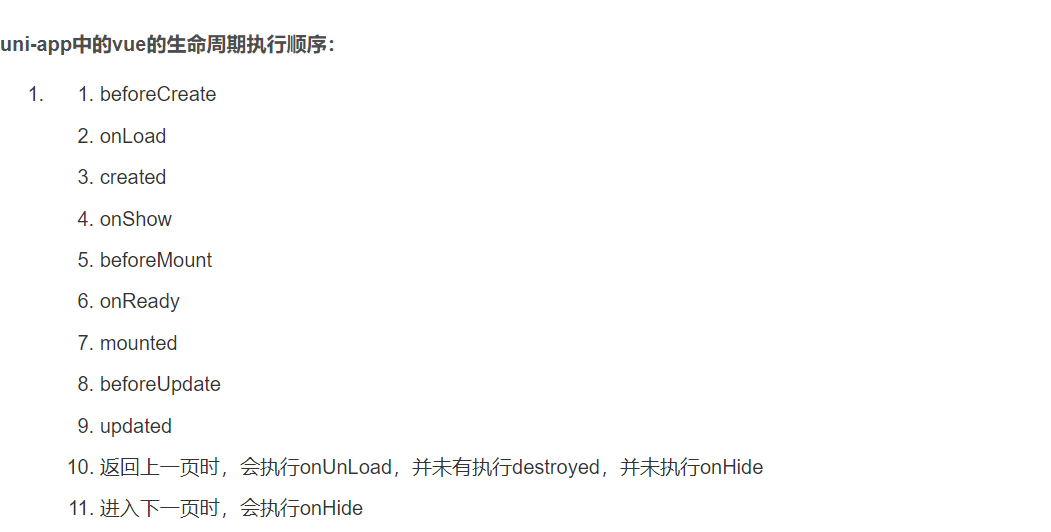 uni-app中的vue的生命周期执行顺序：
1. 1. beforeCreate
2. onLoad
3. created
4. onShow
5. beforeMount
6. onReady
7. mounted
8. beforeUpdate
9. updated
10. 返回上一页时，会执行onUnLoad，并未有执行destroyed，并未执行onHide
11. 进入下一页时，会执行onHide